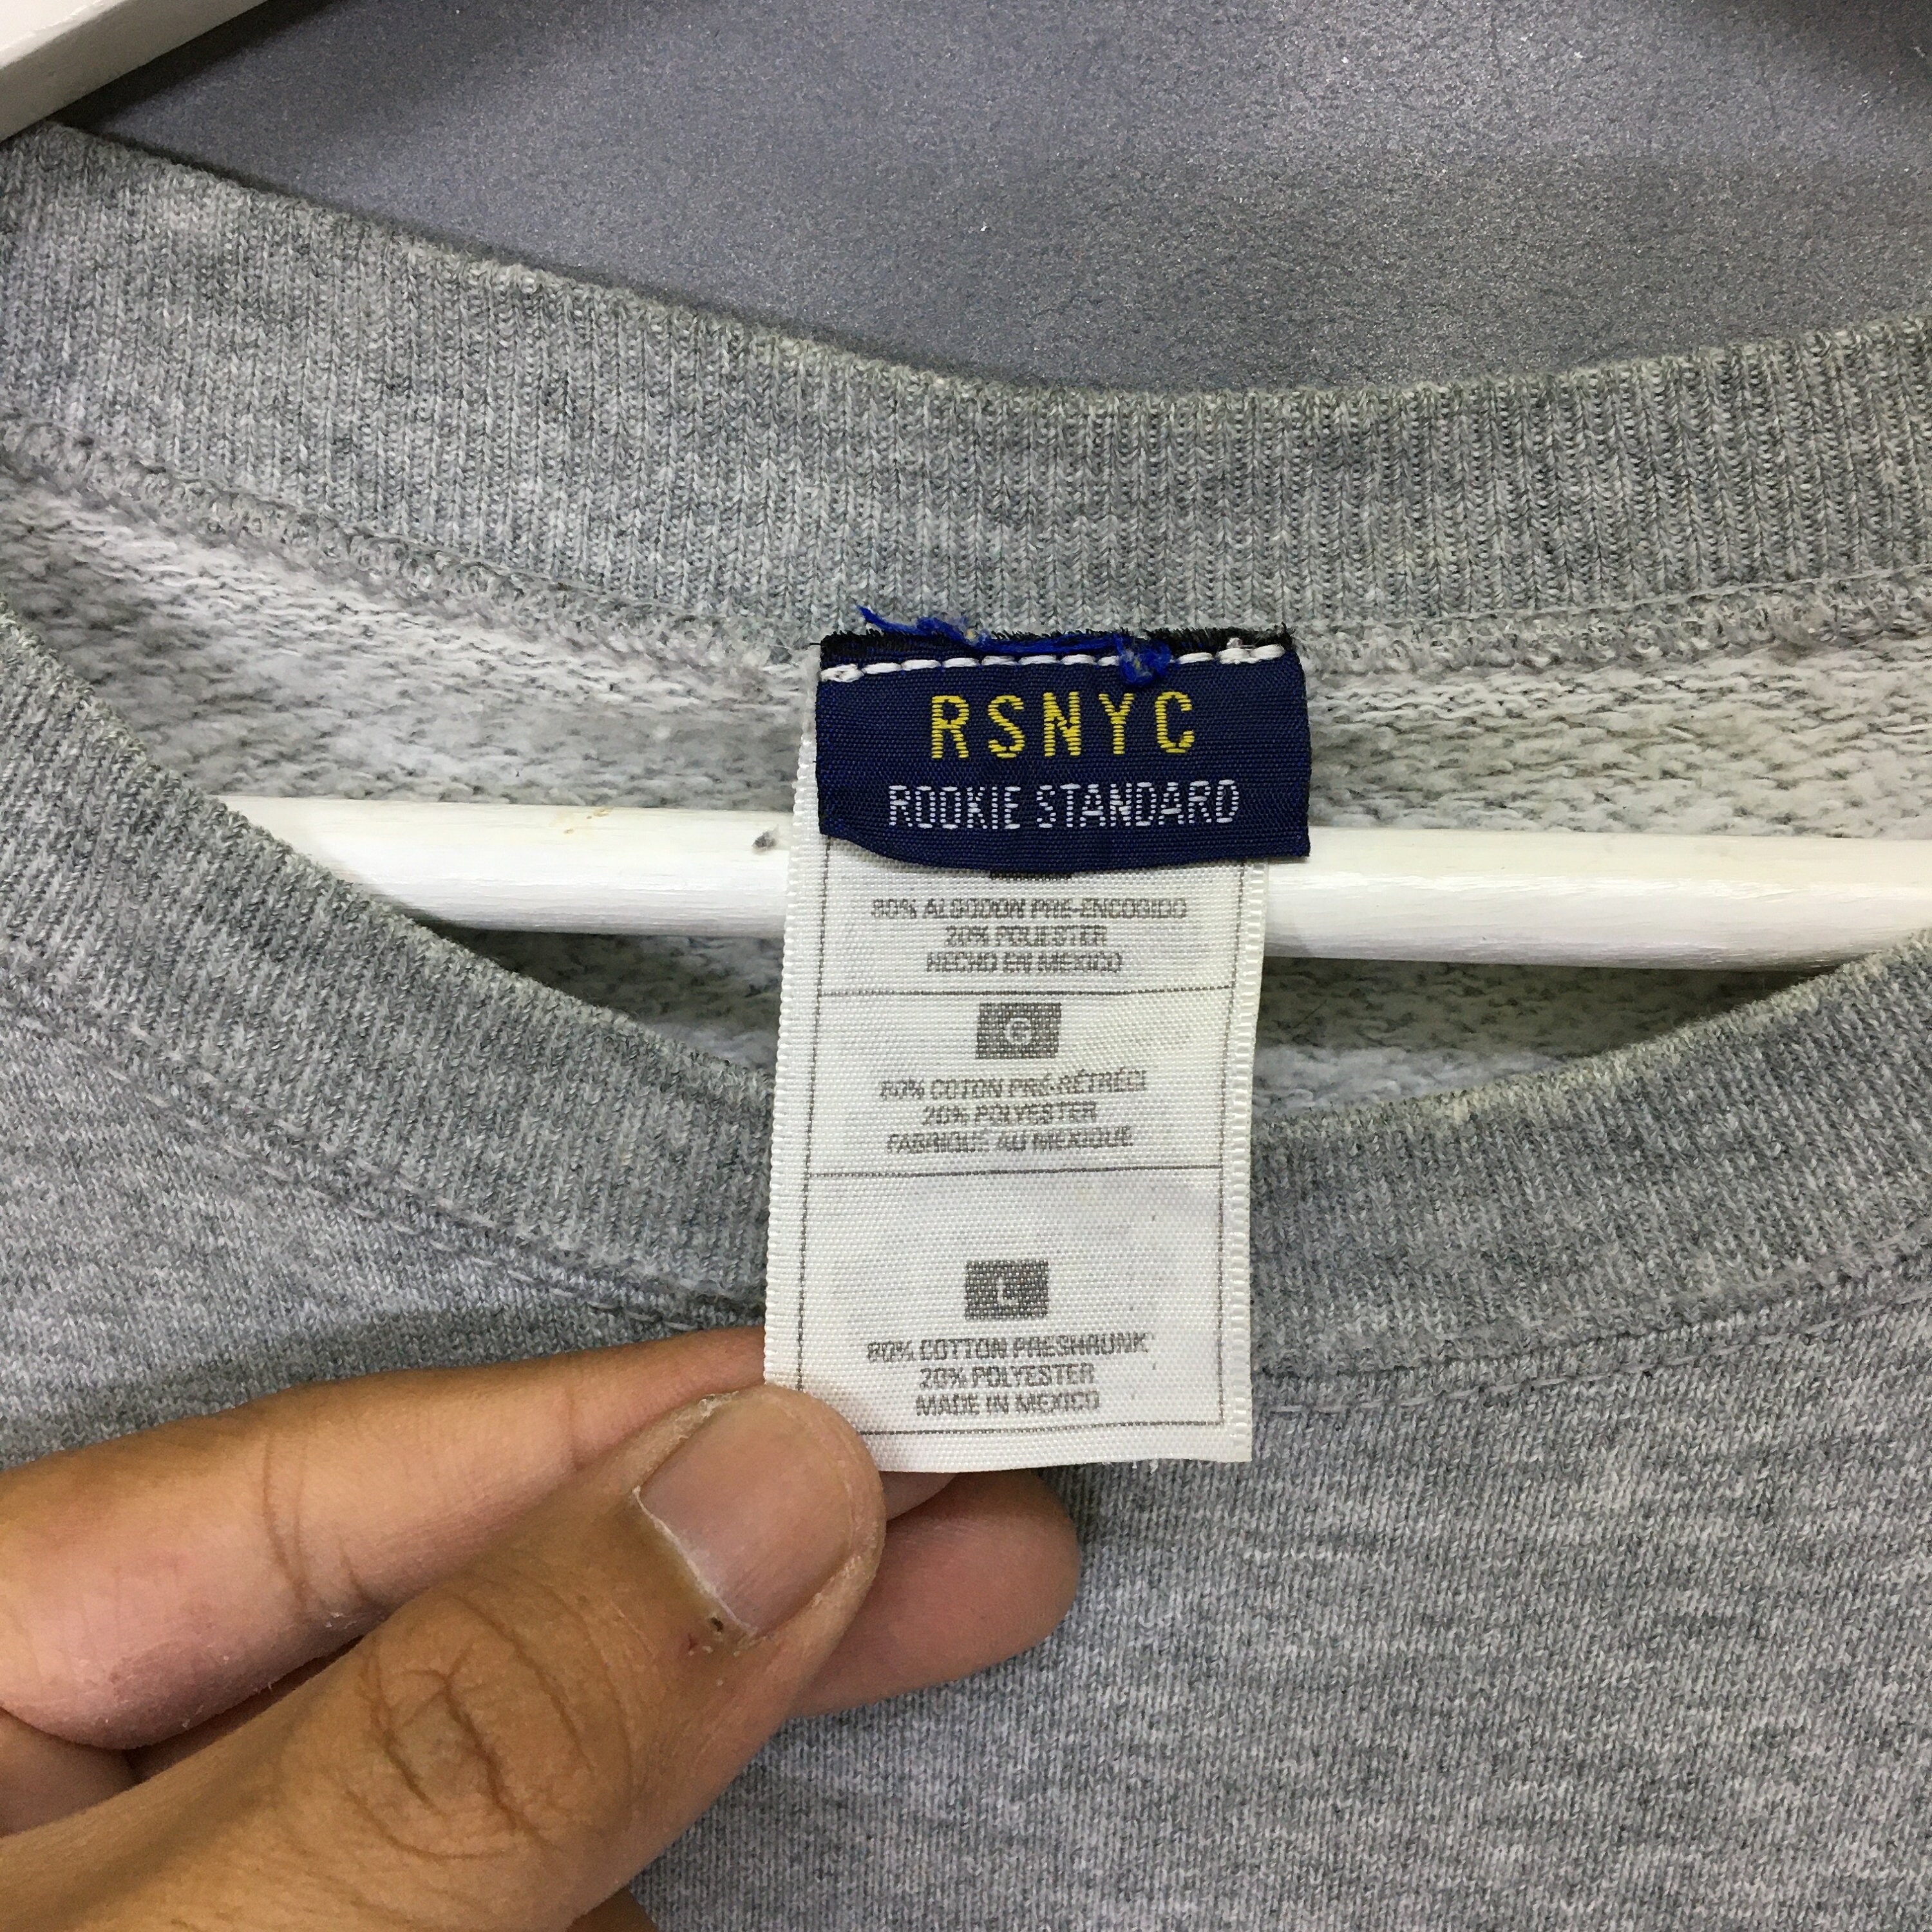 RSNYC
ROOKIE STANDARD
80% ALGODON PRE-ENCOGIDO
20% POLIESTER
HECHO EN MEXICO
G
80% COTON PRÉ-RÉTRÉCI
20% POLYESTER
FABRIQUÉ AU MEXIQUE
L
80% COTTON PRESHRUNK
20% POLYESTER
MADE IN MEXICO